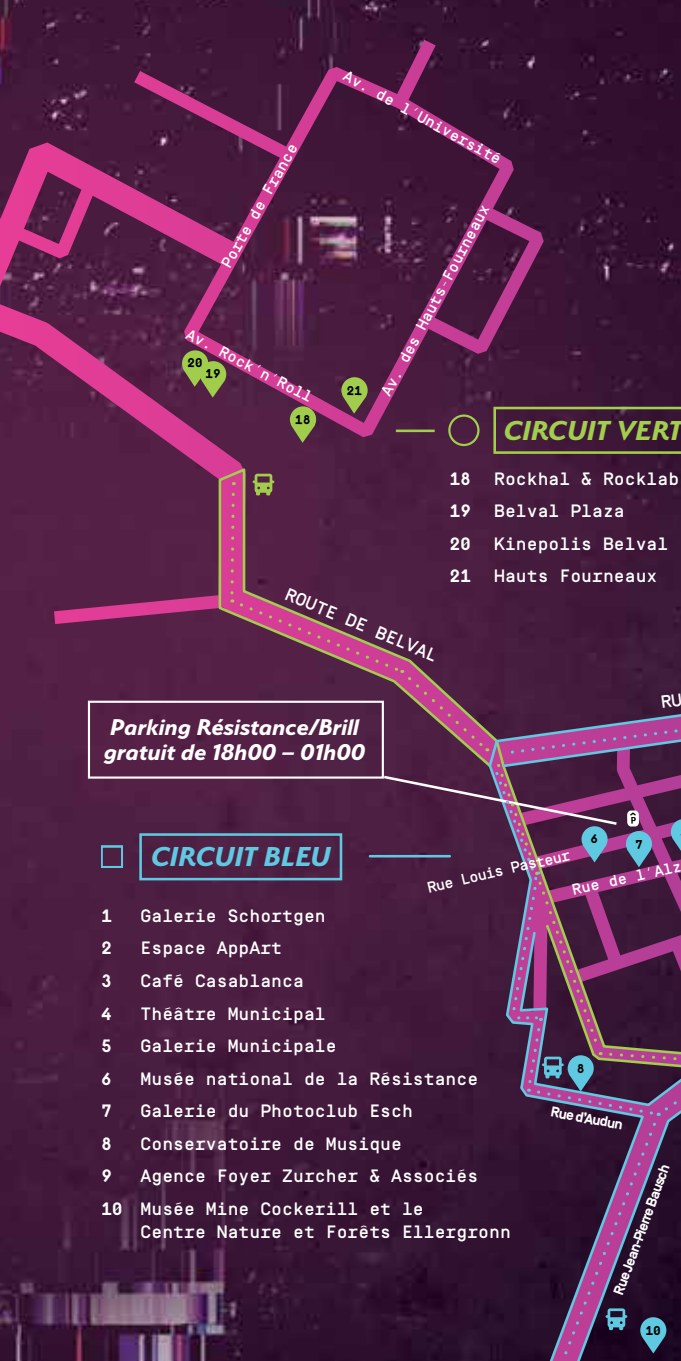 Av. de l'Université
Porte de France
Av. des Hauts-Fourneaux
Av. Rock'n'Roll
20
19
21
18
CIRCUIT VERT
18 Rockhal & Rocklab
19 Belval Plaza
20 Kinepolis Belval
21 Hauts Fourneaux
ROUTE DE BELVAL
Parking Résistance/Brill
gratuit de 18h00 – 01h00
RU
P
6
7
Rue Louis Pasteur
Rue de l'Alz
CIRCUIT BLEU
1 Galerie Schortgen
2 Espace AppArt
3 Café Casablanca
4 Théâtre Municipal
5 Galerie Municipale
6 Musée national de la Résistance
7 Galerie du Photoclub Esch
8 Conservatoire de Musique
9 Agence Foyer Zurcher & Associés
10 Musée Mine Cockerill et le
Centre Nature et Forêts Ellergronn
8
Rue d'Audun
Rue Jean-Pierre Bausch
10